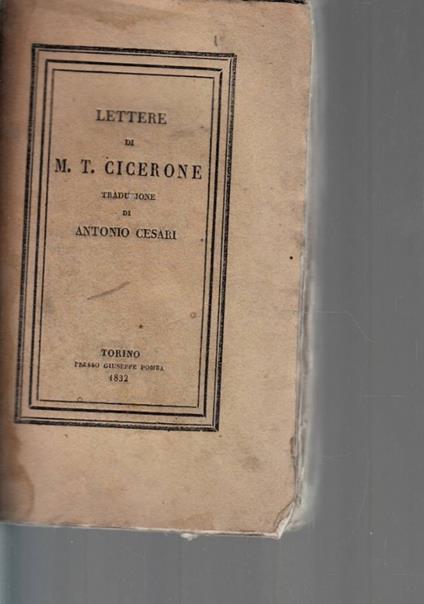 LETTERE
DI
M. T. CICERONE
TRADUZIONE
DI
ANTONIO CESARI
TORINO
PRESSO GIUSEPPE POMBA
1832